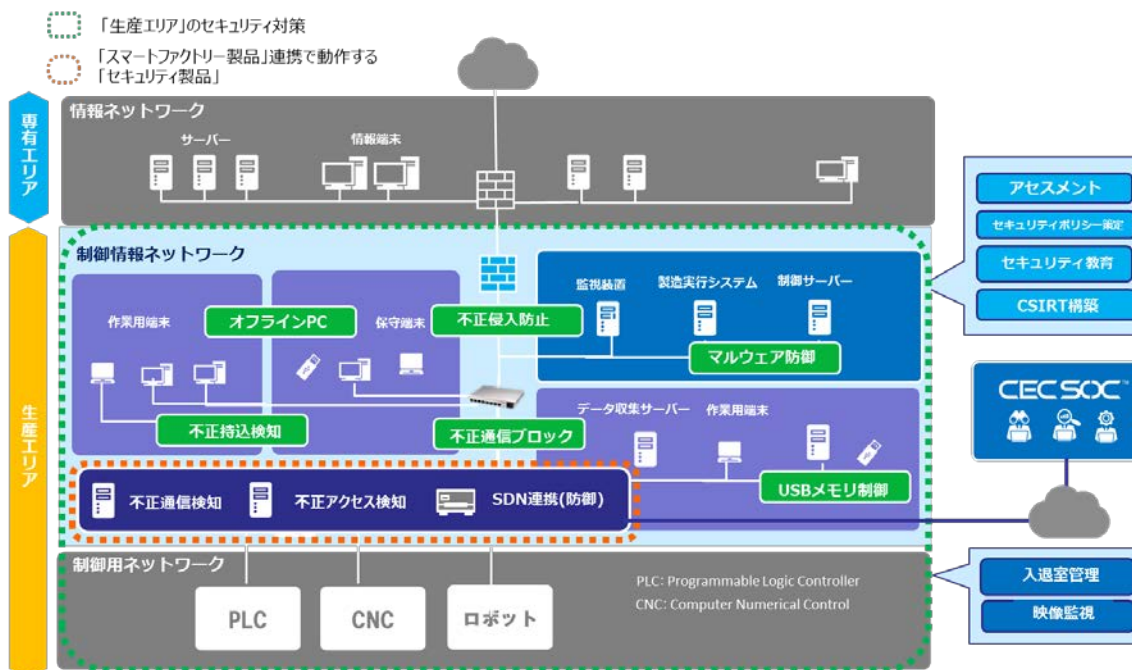 「生産エリア」のセキュリティ対策
「スマートファクトリー製品」連携で動作する
「セキュリティ製品」
専有エリア
情報ネットワーク
サーバー
情報端末
生産エリア
制御情報ネットワーク
作業用端末
オフラインPC
保守端末
不正侵入防止
監視装置
製造実行システム
制御サーバー
マルウェア防御
不正持込検知
不正通信ブロック
データ収集サーバー
作業用端末
USBメモリ制御
不正通信検知
不正アクセス検知
SDN連携(防御)
制御用ネットワーク
PLC
CNC
ロボット
PLC: Programmable Logic Controller
CNC: Computer Numerical Control
アセスメント
セキュリティポリシー策定
セキュリティ教育
CSIRT構築
CEC SOC™
入退室管理
映像監視